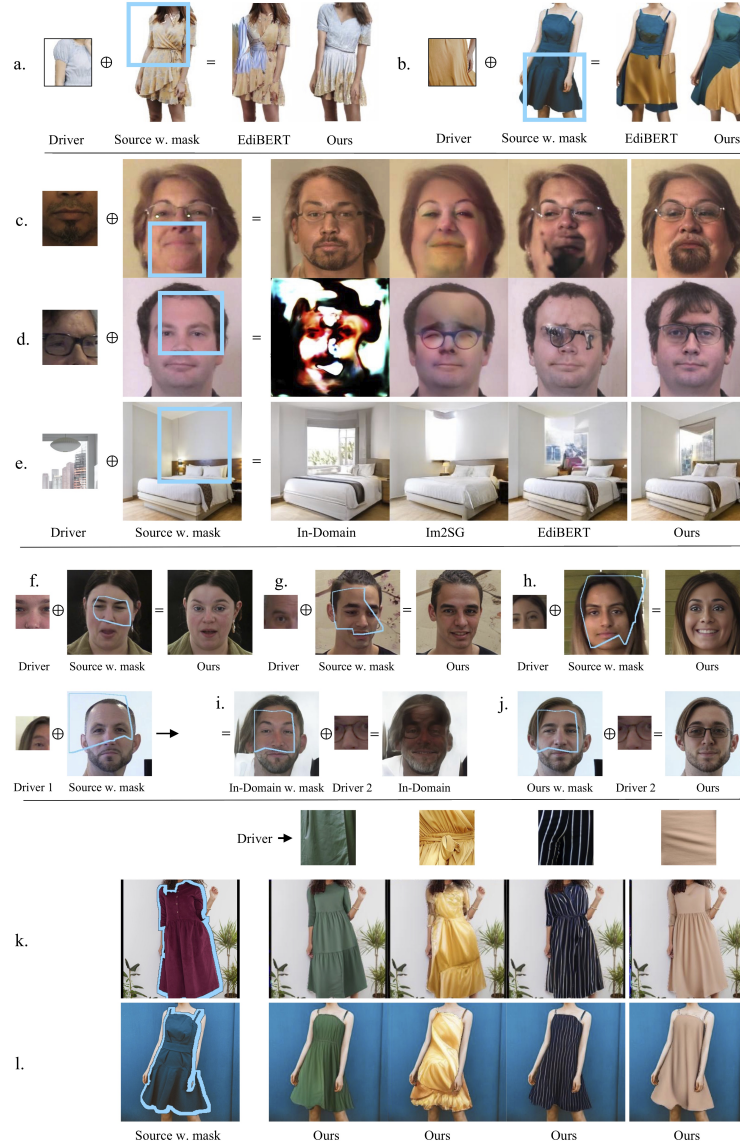 a. ⊕ = b. ⊕ =
Driver Source w. mask EdiBERT Ours Driver Source w. mask EdiBERT Ours
c. ⊕ =
d. ⊕ =
e. ⊕ =
Driver Source w. mask In-Domain Im2SG EdiBERT Ours
f. g. h.
⊕ = ⊕ = ⊕ =
Driver Source w. mask Ours Driver Source w. mask Ours Driver Source w. mask Ours
i. j.
⊕ → = ⊕ = ⊕ =
Driver 1 Source w. mask In-Domain w. mask Driver 2 In-Domain Ours w. mask Driver 2 Ours
Driver →
k.
l.
Source w. mask Ours Ours Ours Ours